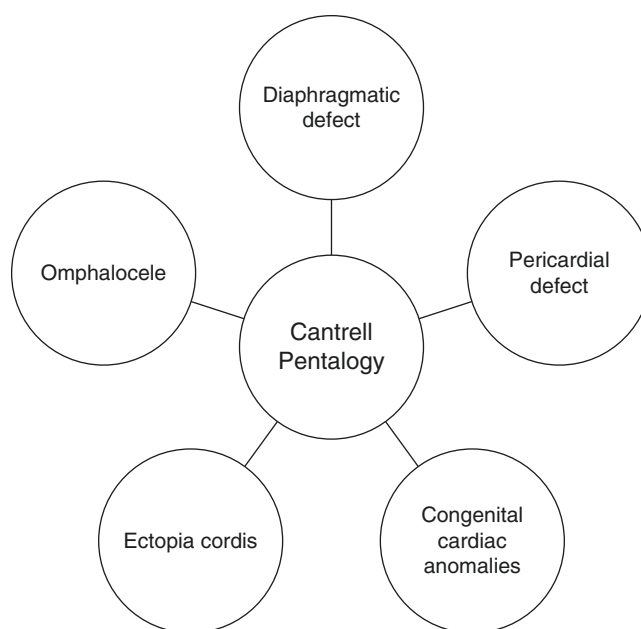 Diaphragmatic
defect
Omphalocele
Pericardial
defect
Cantrell
Pentalogy
Ectopia cordis
Congenital
cardiac
anomalies